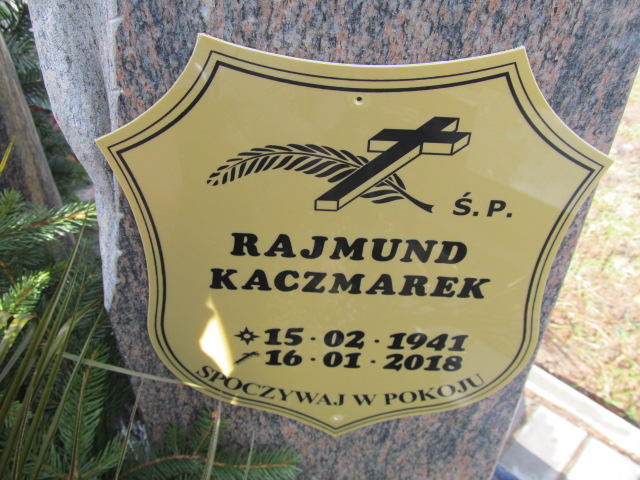 Ś.P.
RAJMUND
KACZMAREK
15·02·1941
16·01·2018
SPOCZYWAJ W POKOJU